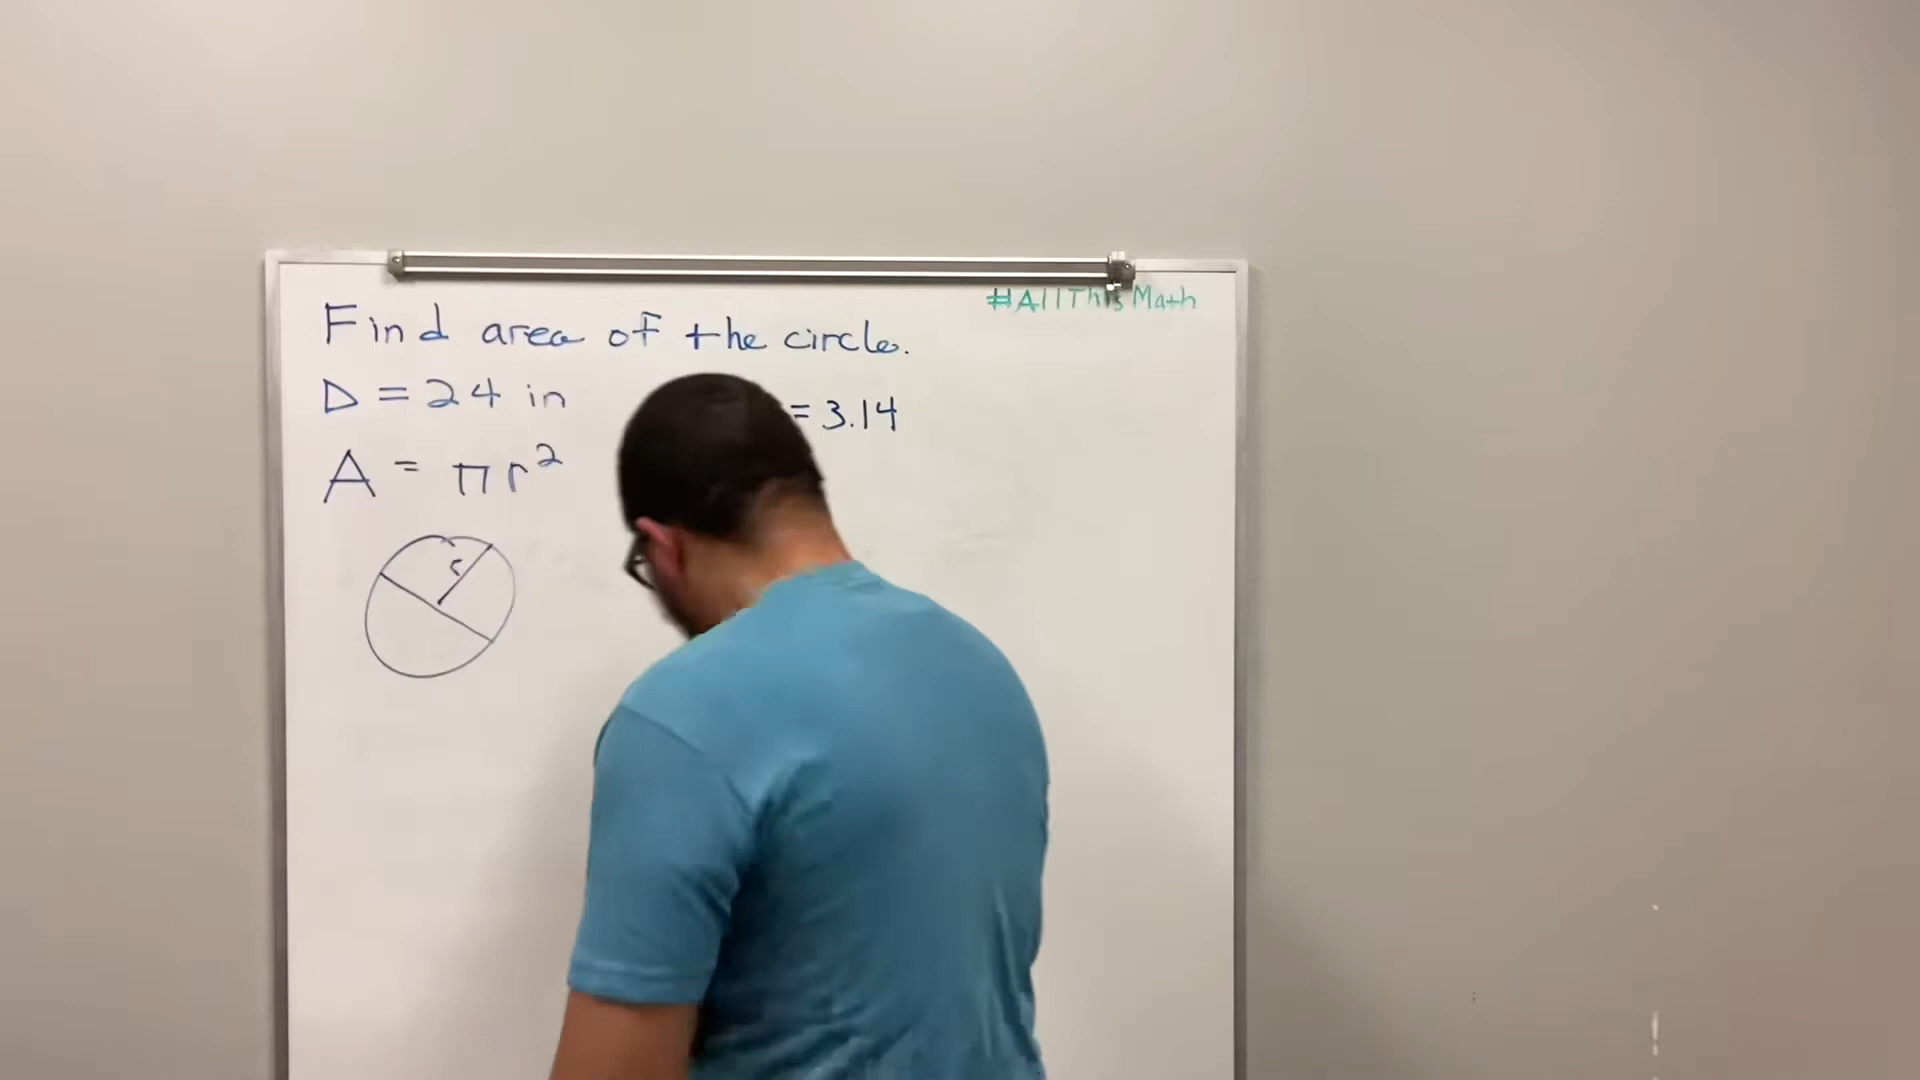 #AllThisMath
Find area of the circle.
D = 24 in
= 3.14
A = πr²
r